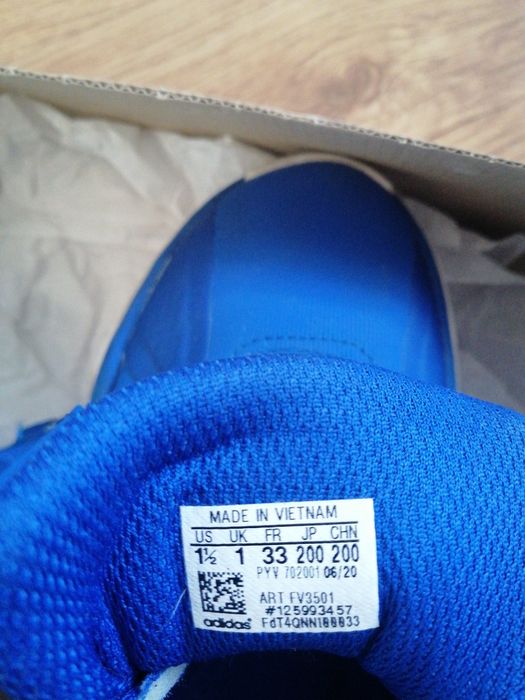 MADE IN VIETNAM
US UK FR JP CHN
1½ 1 33 200 200
PYV 702001 06/20
ART FV3501
#125993457
adidas